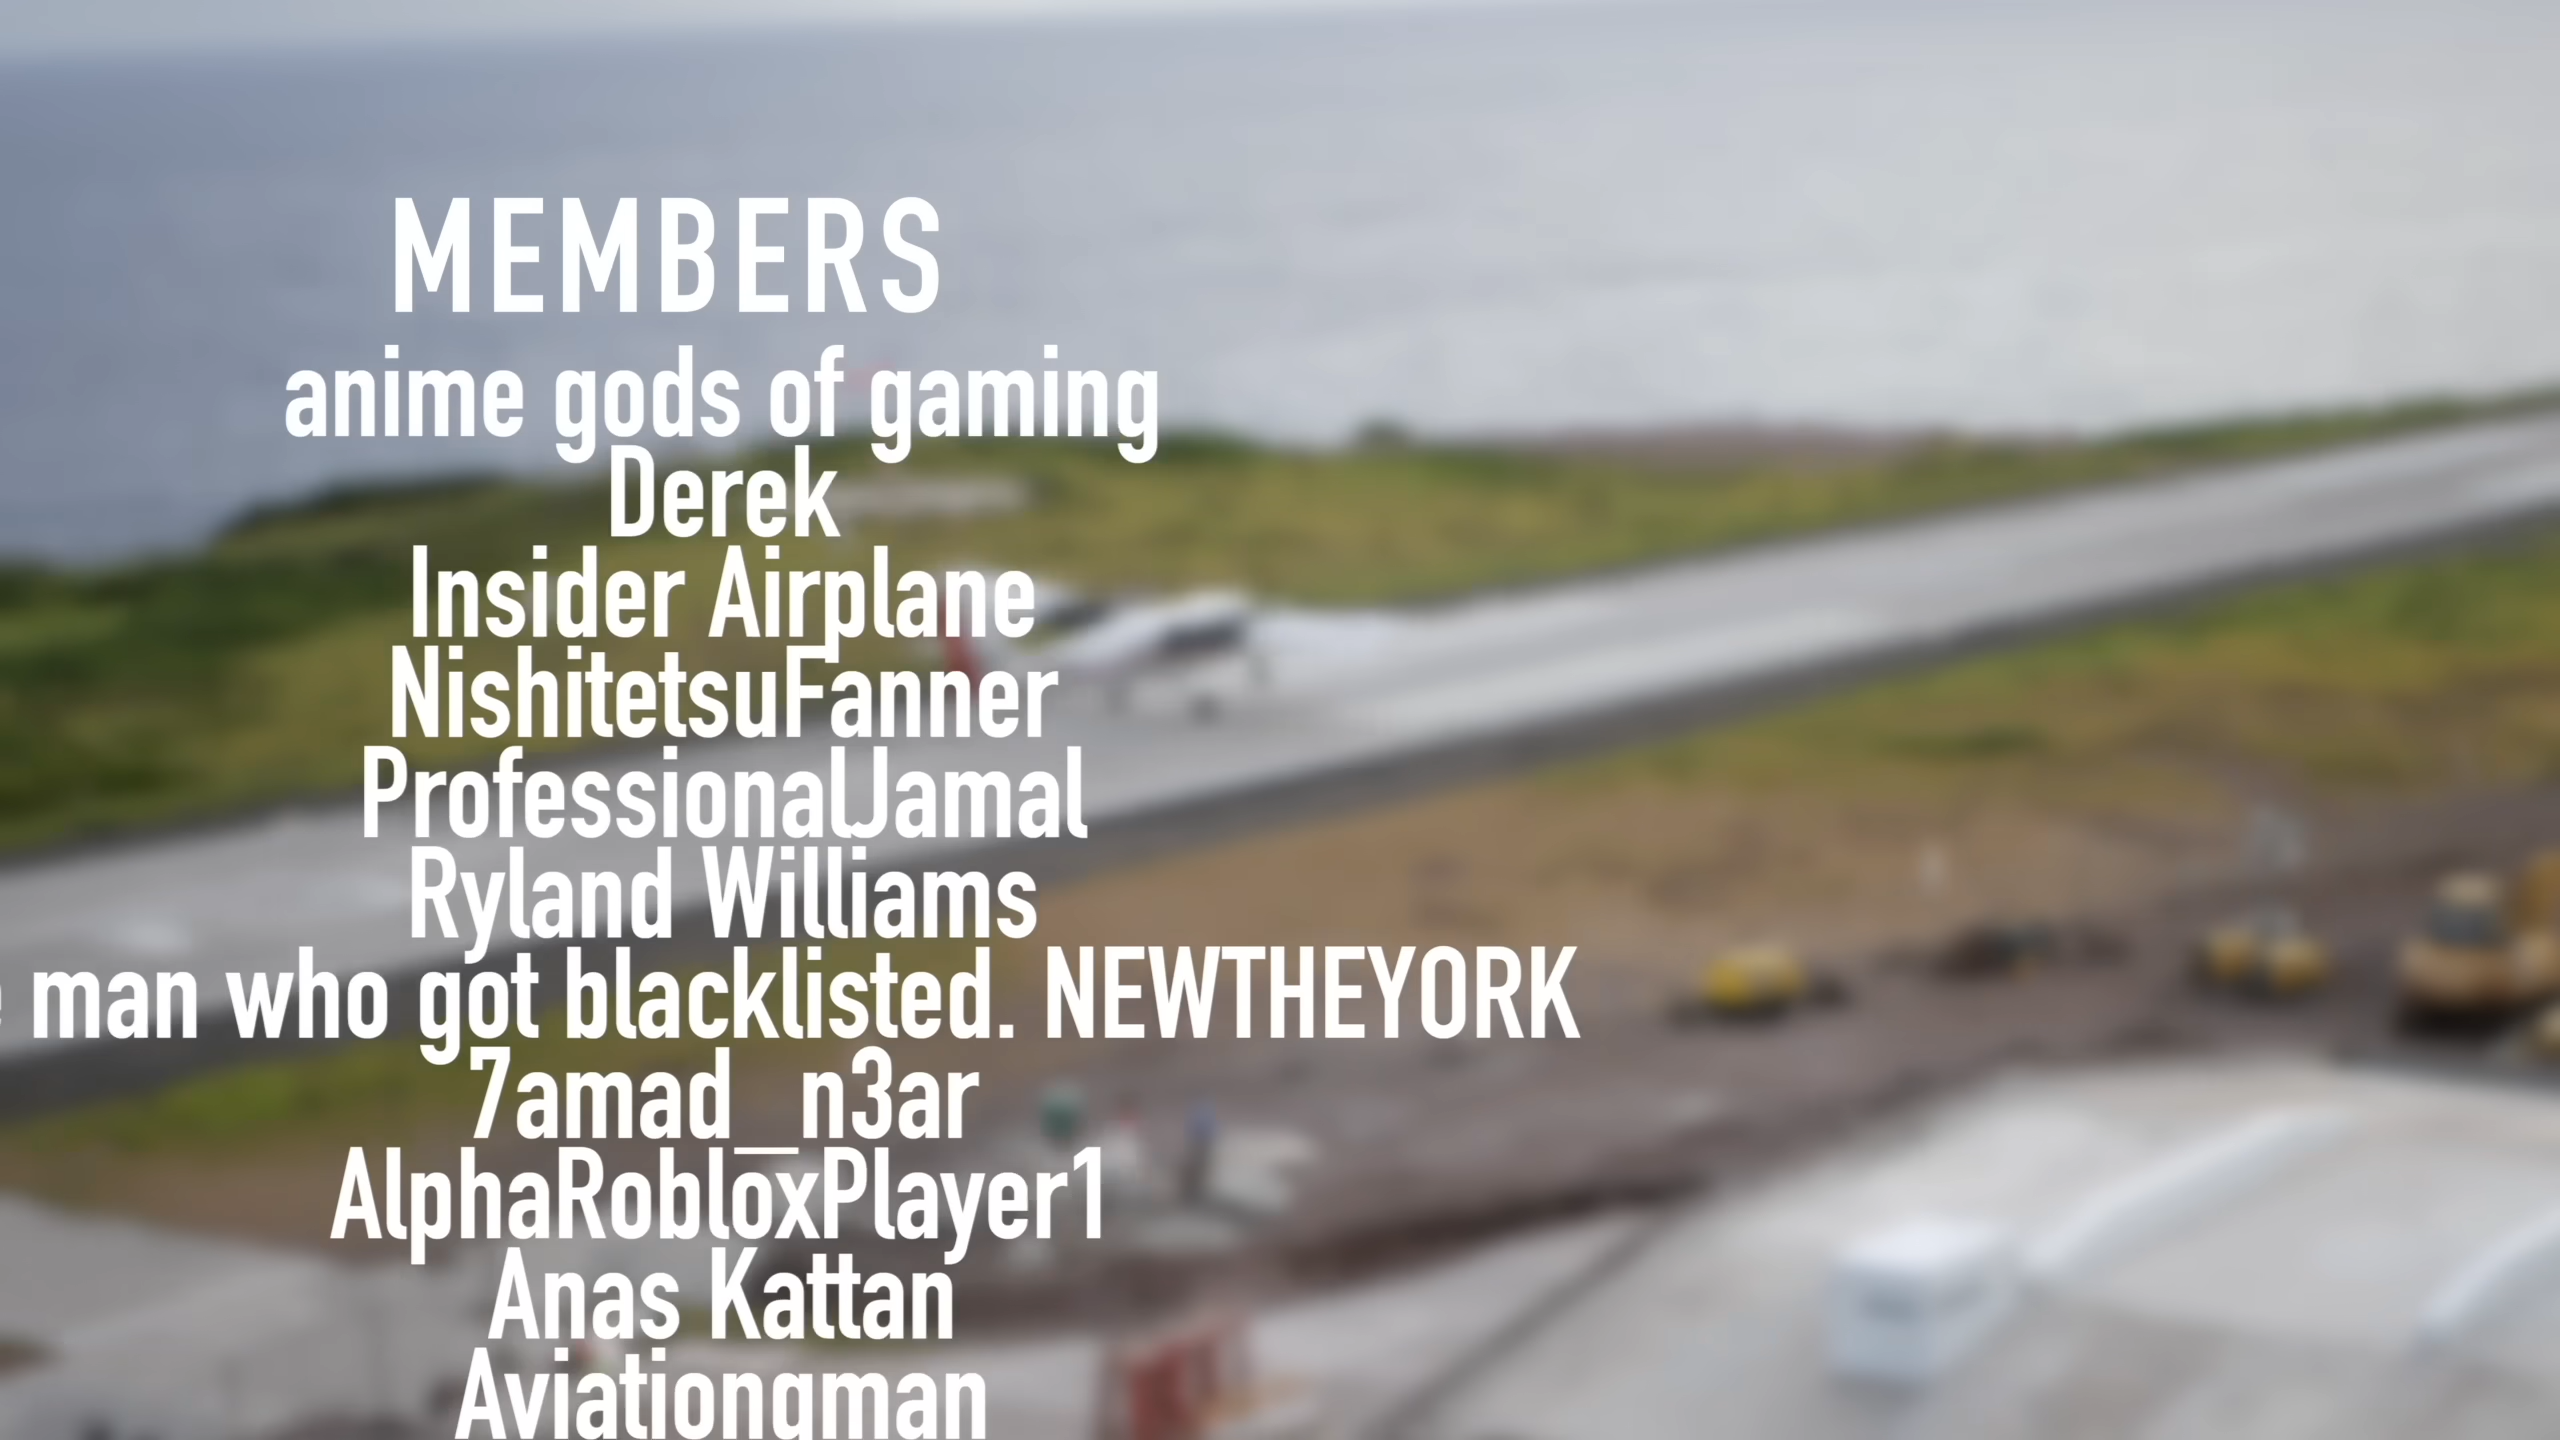 MEMBERS
anime gods of gaming
Derek
Insider Airplane
NishitetsuFanner
ProfessionalJamal
Ryland Williams
man who got blacklisted. NEWTHEYORK
7amad_n3ar
AlphaRobloxPlayer1
Anas Kattan
Aviationgman